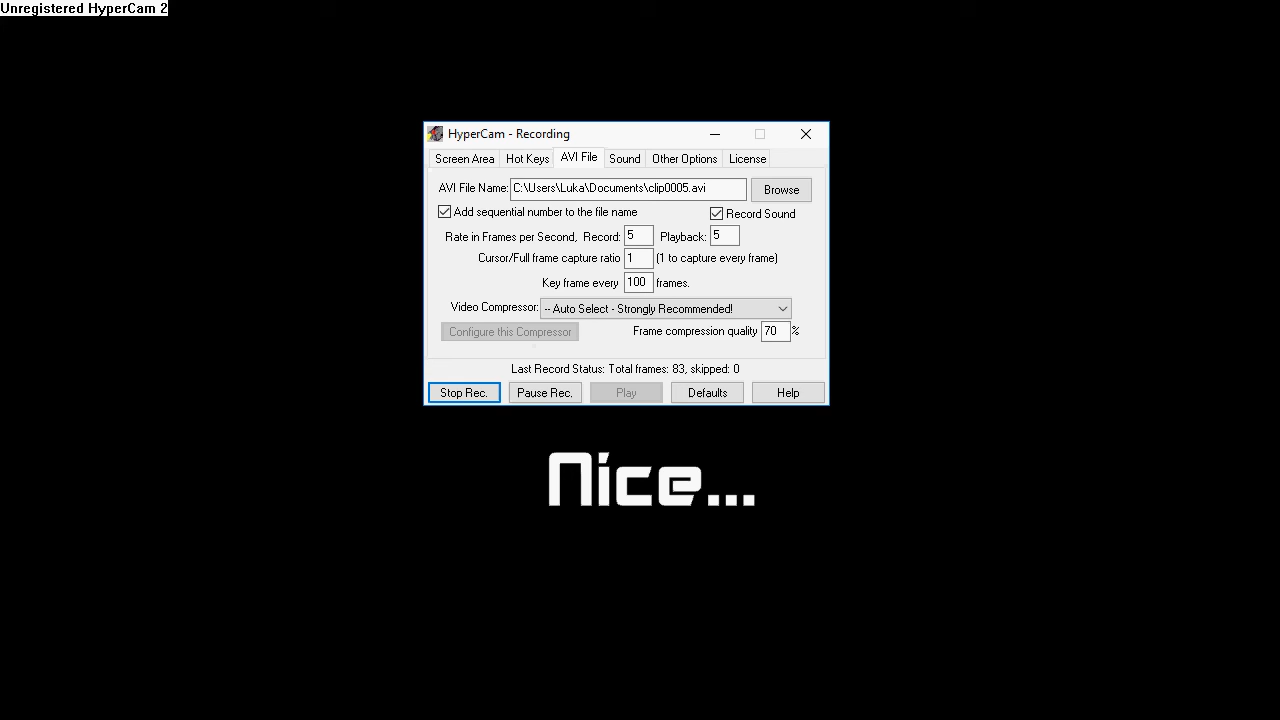 Unregistered HyperCam 2
HyperCam - Recording
Screen Area Hot Keys AVI File Sound Other Options License
AVI File Name: C:\Users\Luka\Documents\clip0005.avi Browse
Add sequential number to the file name Record Sound
Rate in Frames per Second, Record: 5 Playback: 5
Cursor/Full frame capture ratio 1 (1 to capture every frame)
Key frame every 100 frames.
Video Compressor: -- Auto Select - Strongly Recommended!
Configure this Compressor Frame compression quality 70 %
Last Record Status: Total frames: 83, skipped: 0
Stop Rec. Pause Rec. Play Defaults Help
Nice...